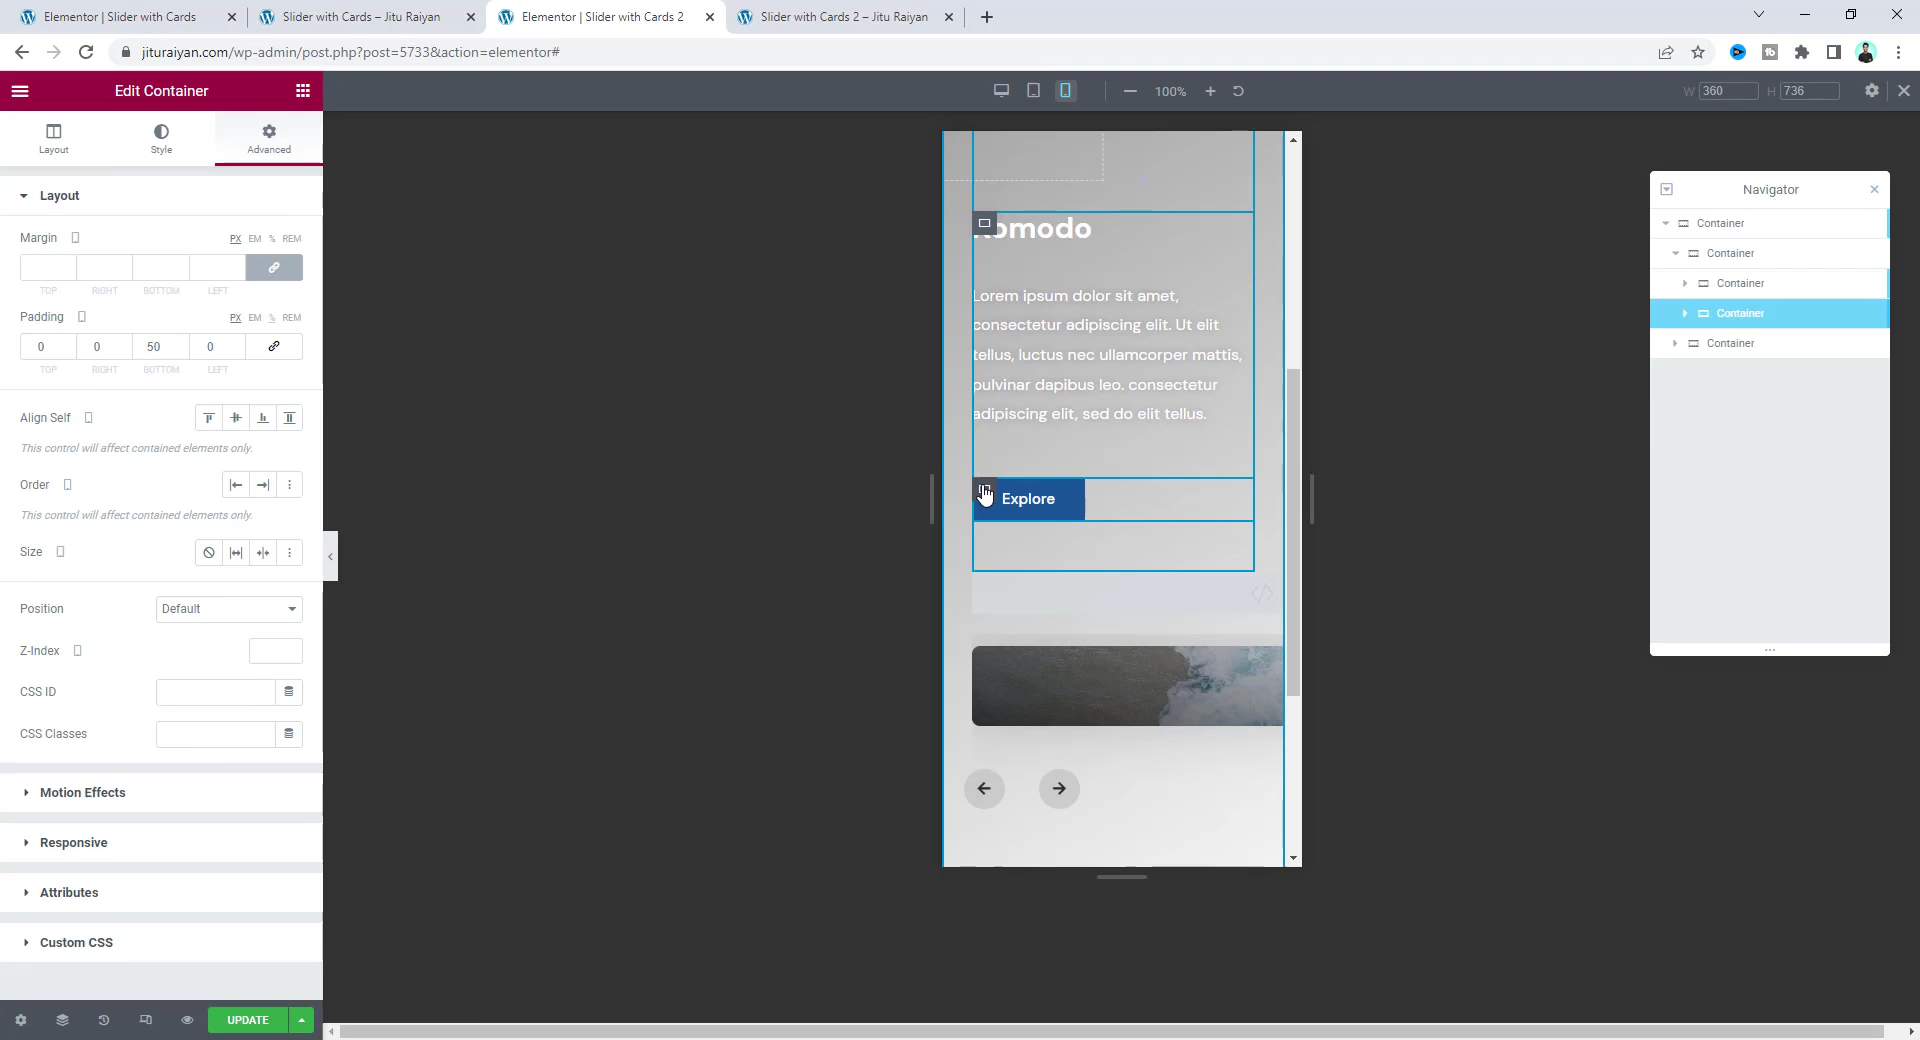 Elementor | Slider with Cards
Slider with Cards – Jitu Raiyan
Elementor | Slider with Cards 2
Slider with Cards 2 – Jitu Raiyan
jituraiyan.com/wp-admin/post.php?post=5733&action=elementor#
Edit Container
100%
W 360 H 736
Layout Style Advanced
Layout
Margin PX EM % REM
TOP RIGHT BOTTOM LEFT
Padding PX EM % REM
0 0 50 0
TOP RIGHT BOTTOM LEFT
Align Self
This control will affect contained elements only.
Order
This control will affect contained elements only.
Size
Position Default
Z-Index
CSS ID
CSS Classes
Motion Effects
Responsive
Attributes
Custom CSS
UPDATE
omodo
Lorem ipsum dolor sit amet,
consectetur adipiscing elit. Ut elit
tellus, luctus nec ullamcorper mattis,
pulvinar dapibus leo. consectetur
adipiscing elit, sed do elit tellus.
Explore
Navigator
Container
Container
Container
Container
Container